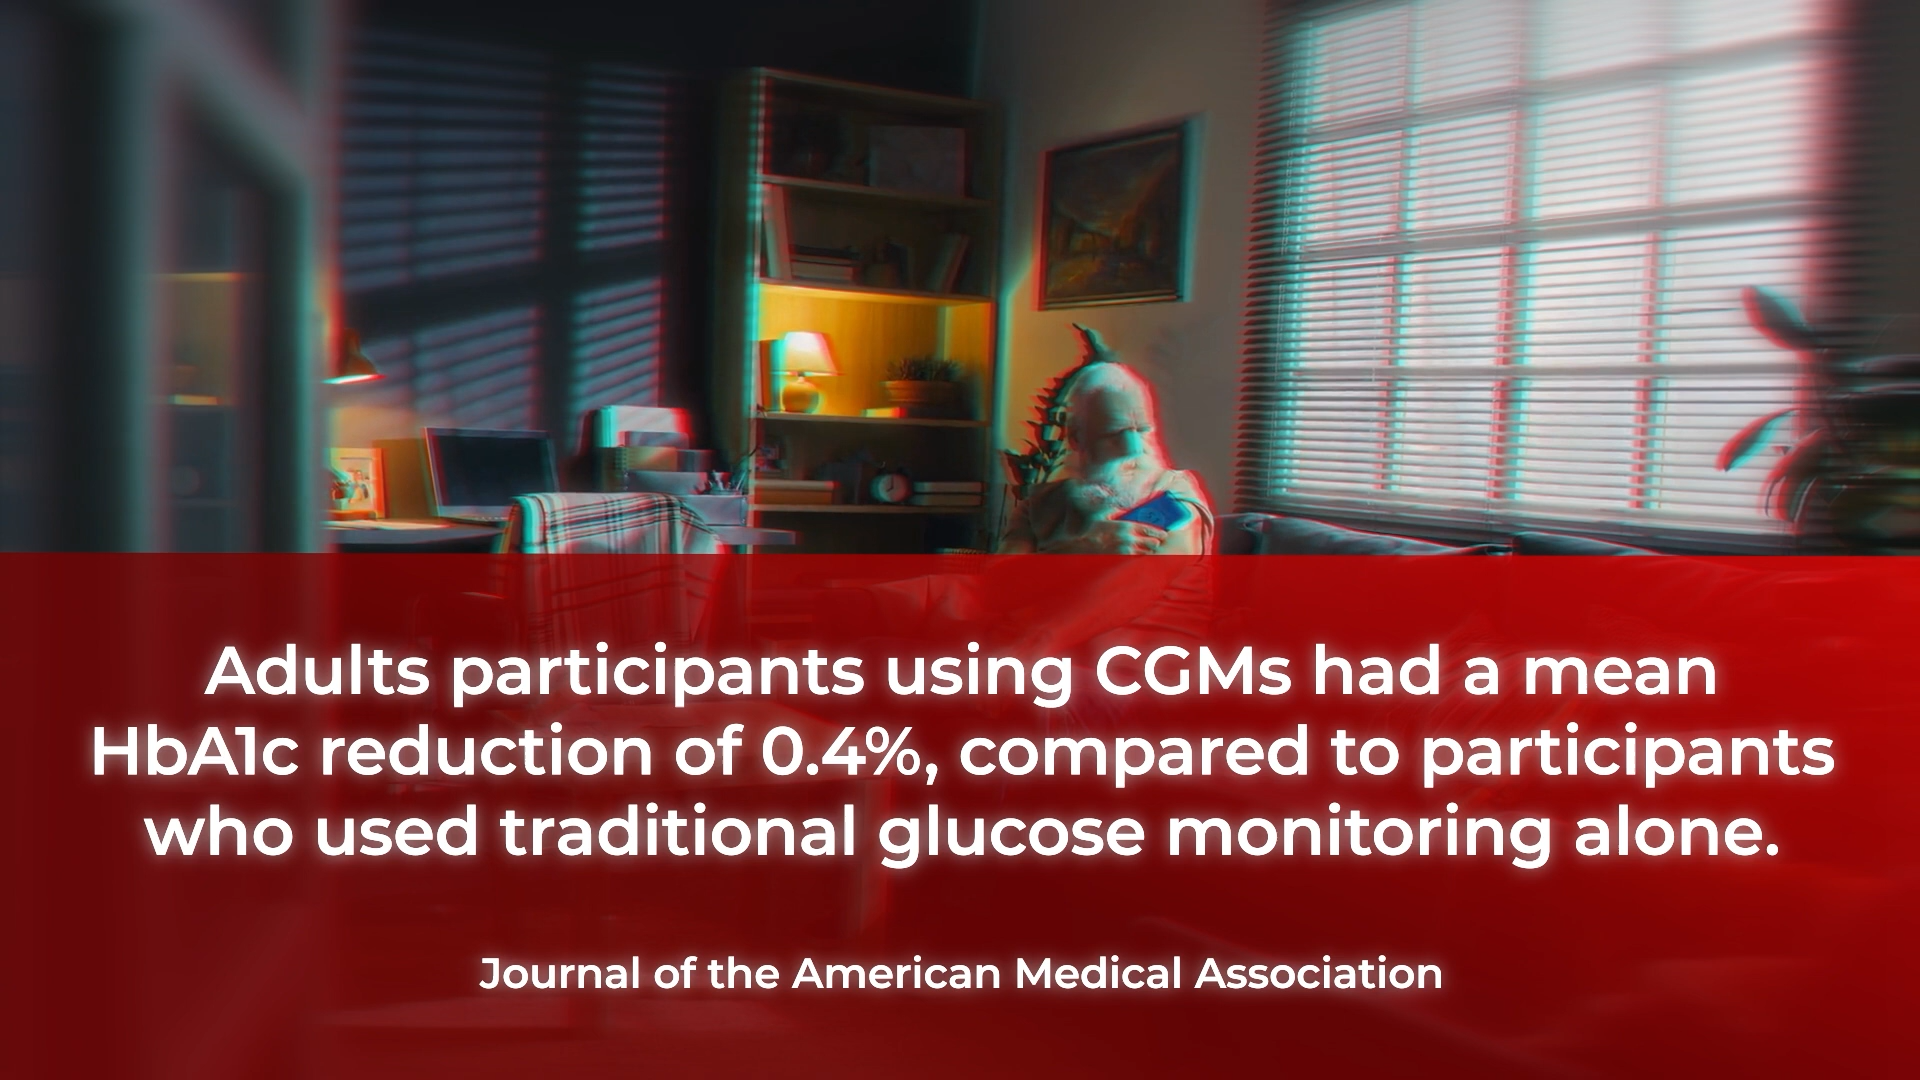 Adults participants using CGMs had a mean
HbA1c reduction of 0.4%, compared to participants
who used traditional glucose monitoring alone.
Journal of the American Medical Association